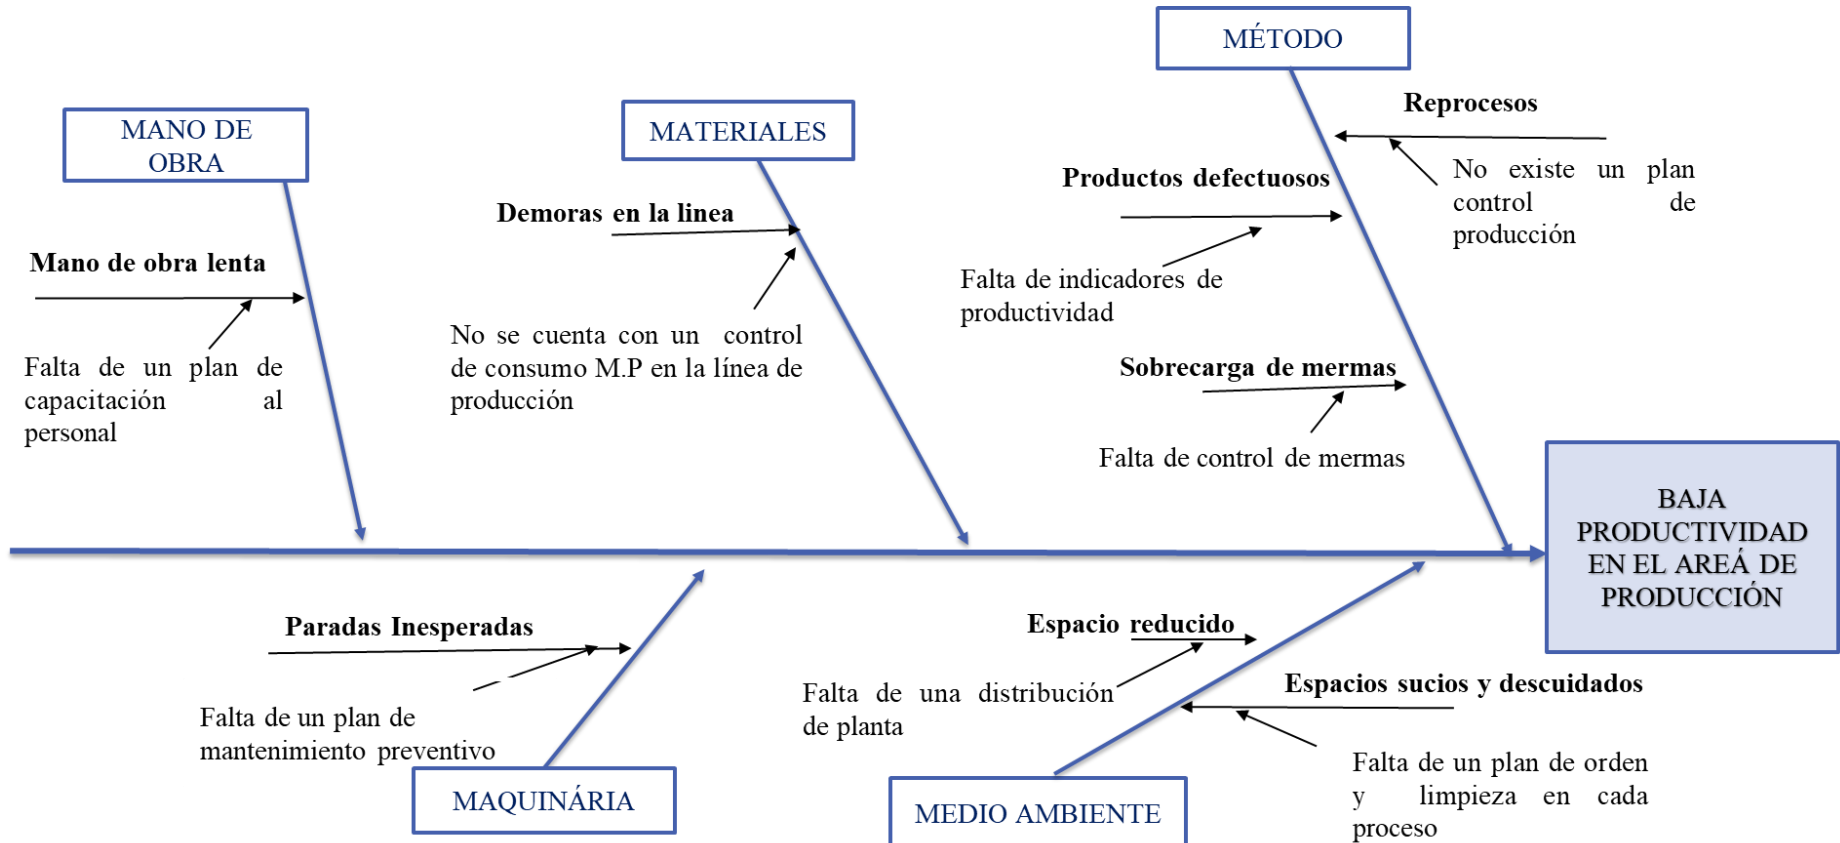 MÉTODO
Reprocesos
No existe un plan
control de
producción
Productos defectuosos
Falta de indicadores de
productividad
Sobrecarga de mermas
Falta de control de mermas
MATERIALES
Demoras en la linea
No se cuenta con un control
de consumo M.P en la línea de
producción
MANO DE
OBRA
Mano de obra lenta
Falta de un plan de
capacitación al
personal
BAJA
PRODUCTIVIDAD
EN EL AREÁ DE
PRODUCCIÓN
Paradas Inesperadas
Falta de un plan de
mantenimiento preventivo
MAQUINÁRIA
Espacio reducido
Falta de una distribución
de planta
Espacios sucios y descuidados
Falta de un plan de orden
y limpieza en cada
proceso
MEDIO AMBIENTE